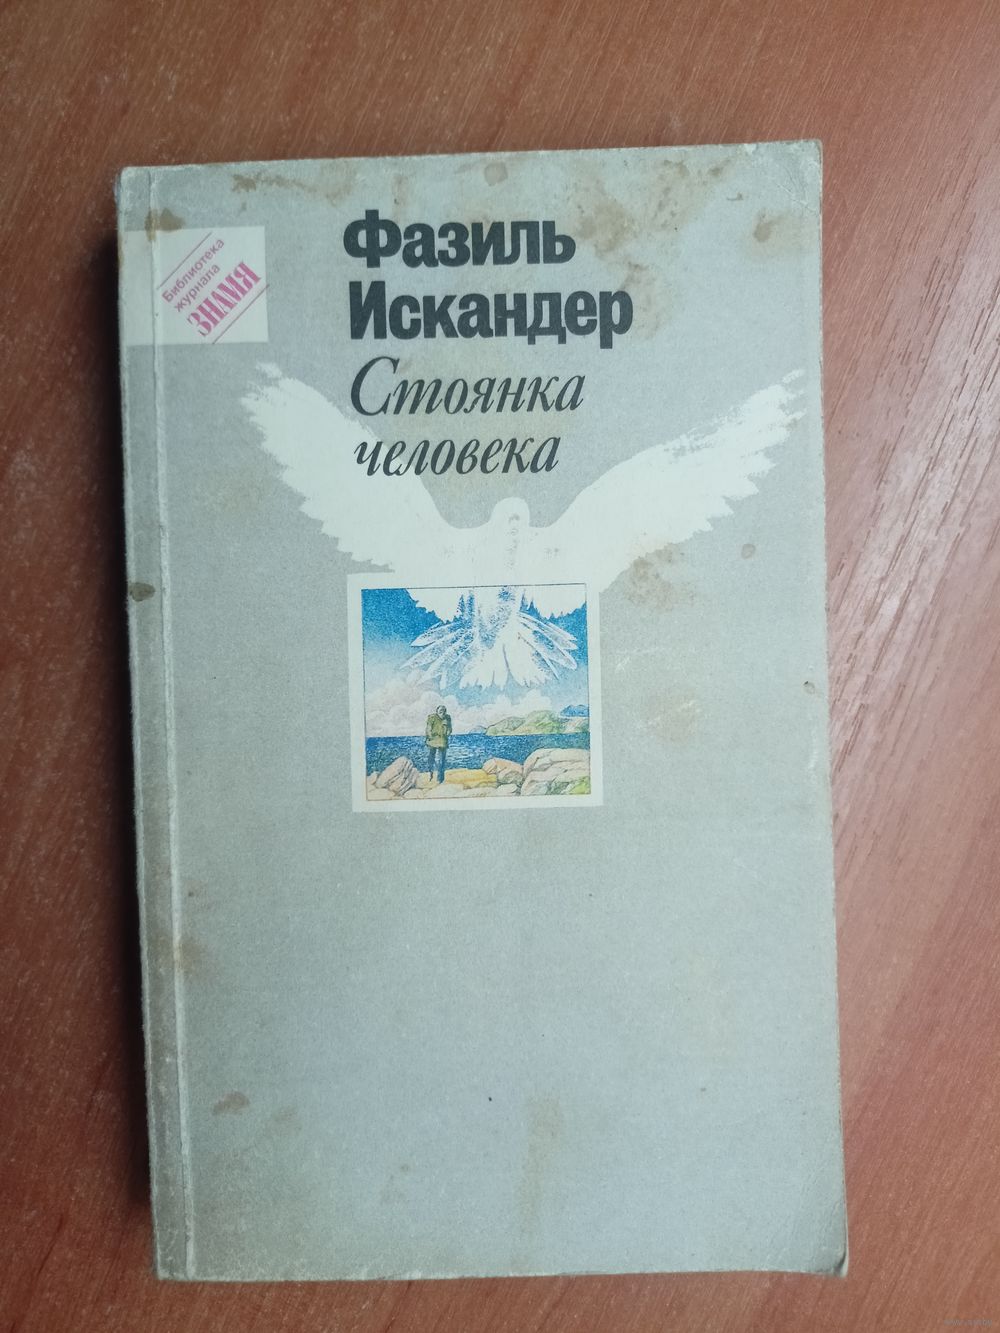 Библиотека
журнала
ЗНАМЯ
Фазиль
Искандер
Стоянка
человека